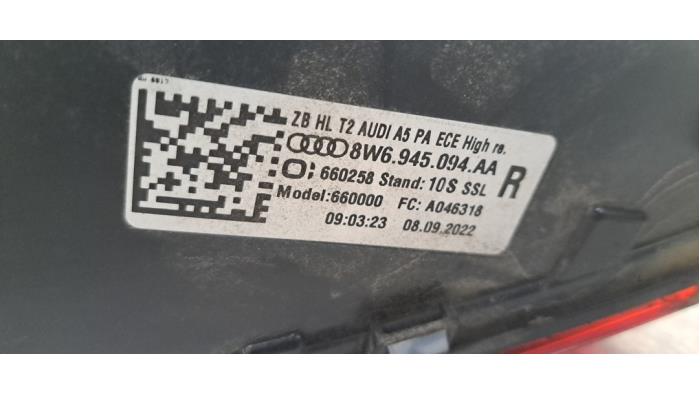 ZB HL T2 AUDI A5 PA ECE High re.
8W6.945.094.AA
R
660258 Stand: 10S SSL
Model:660000 FC: A046318
09:03:23 08.09.2022